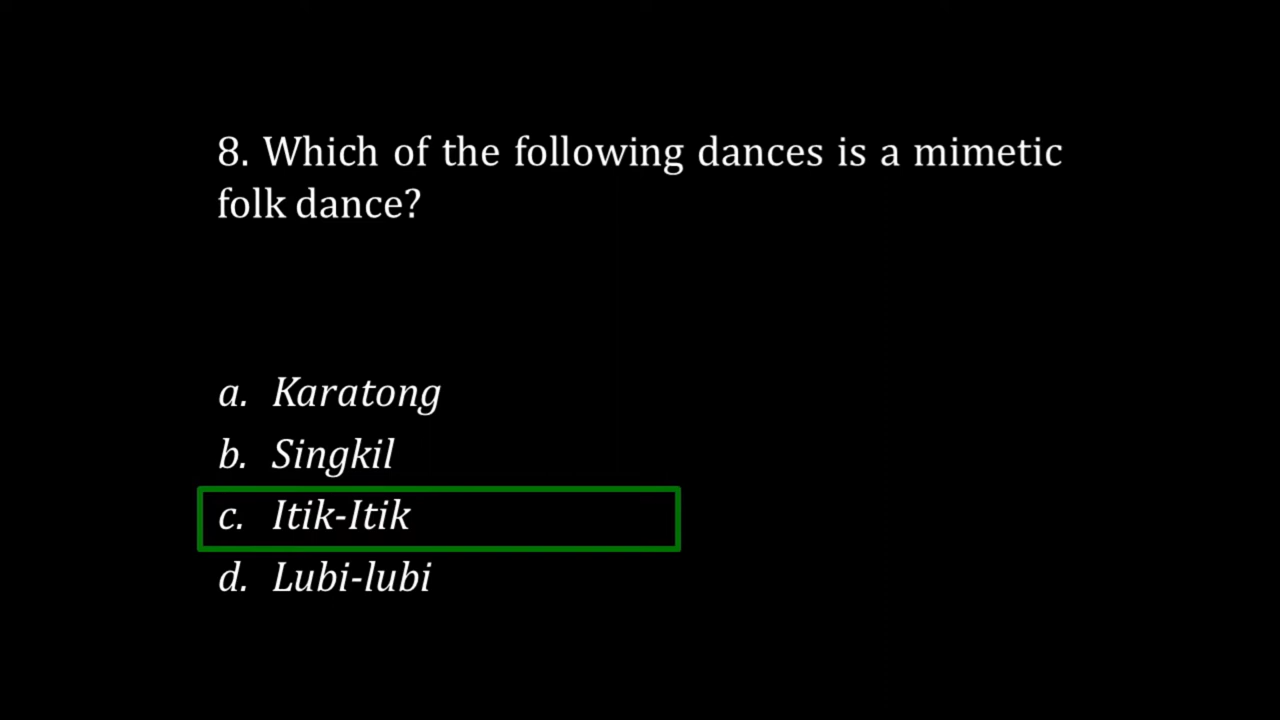 8. Which of the following dances is a mimetic
folk dance?
a. Karatong
b. Singkil
c. Itik-Itik
d. Lubi-lubi